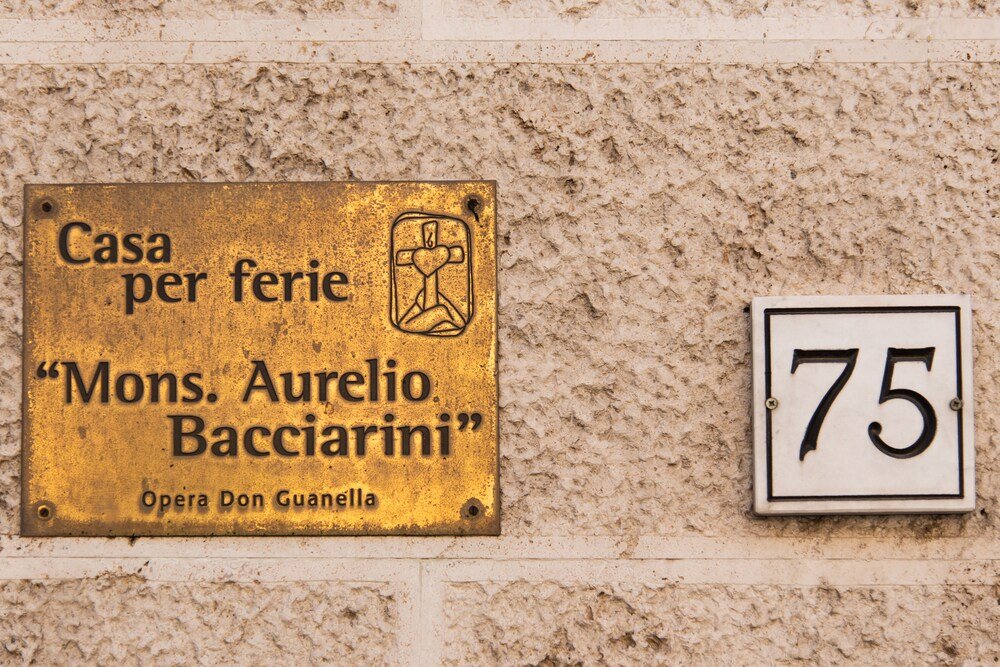 Casa
per ferie
“Mons. Aurelio
Bacciarini”
Opera Don Guanella
75